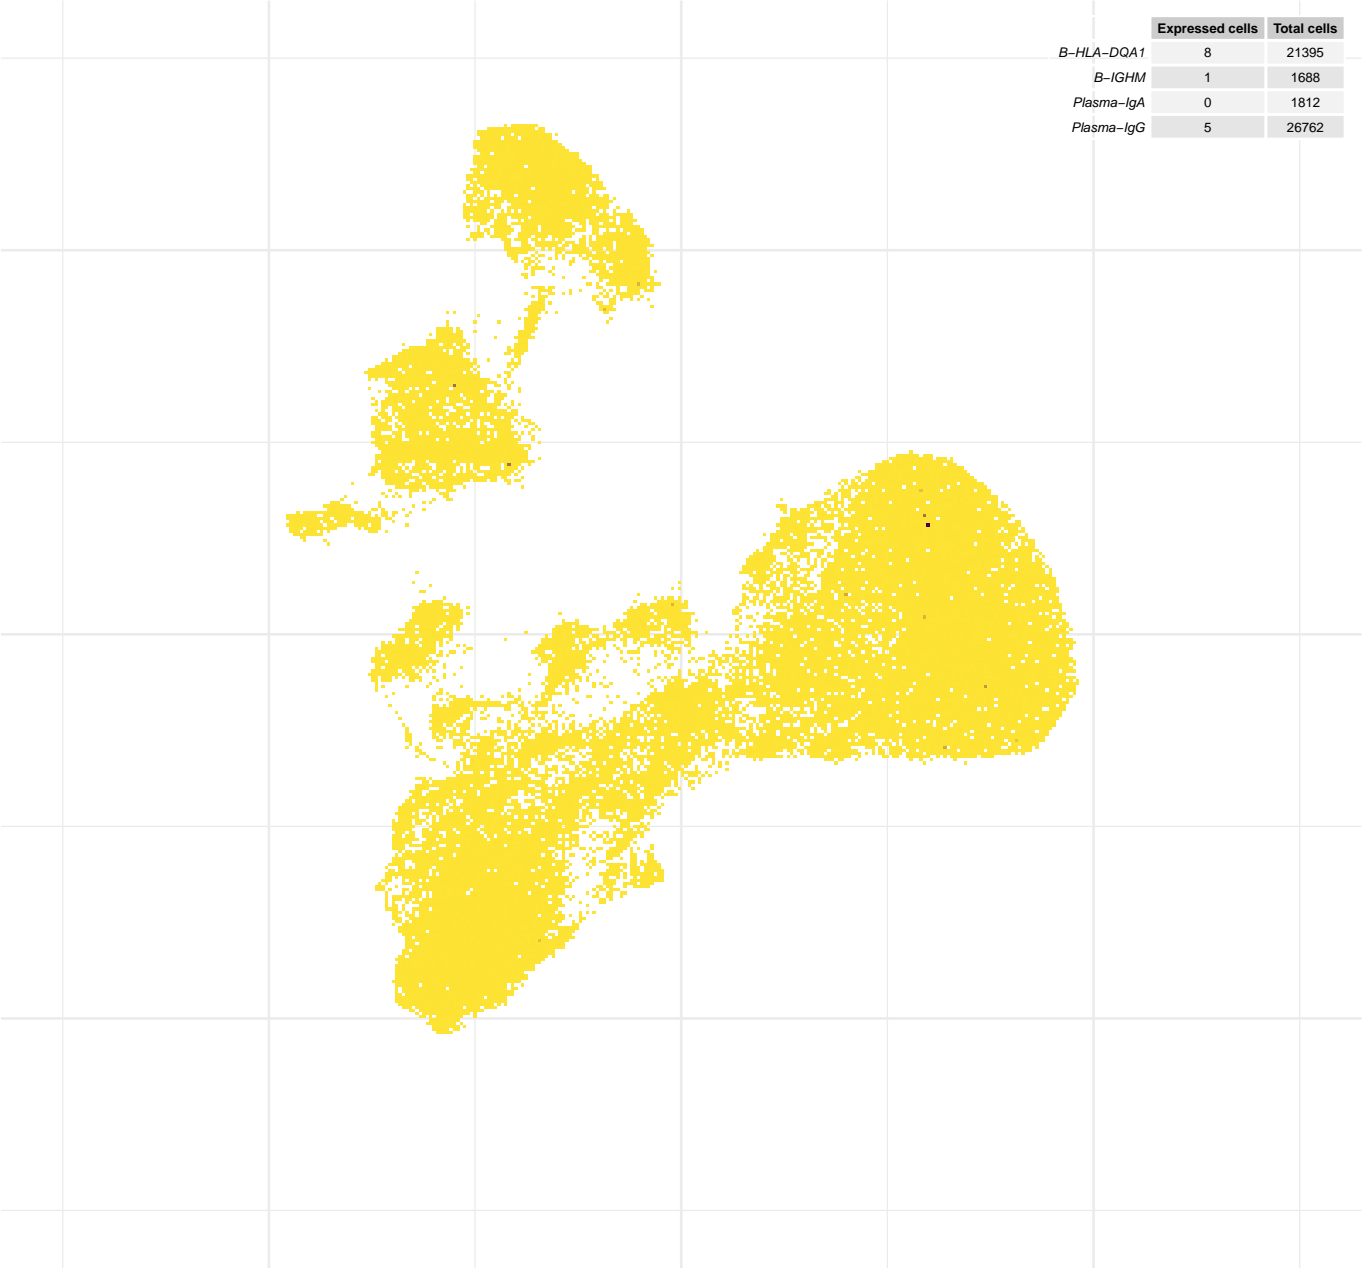 Expressed cells Total cells
B−HLA−DQA1 8 21395
B−IGHM 1 1688
Plasma−IgA 0 1812
Plasma−IgG 5 26762